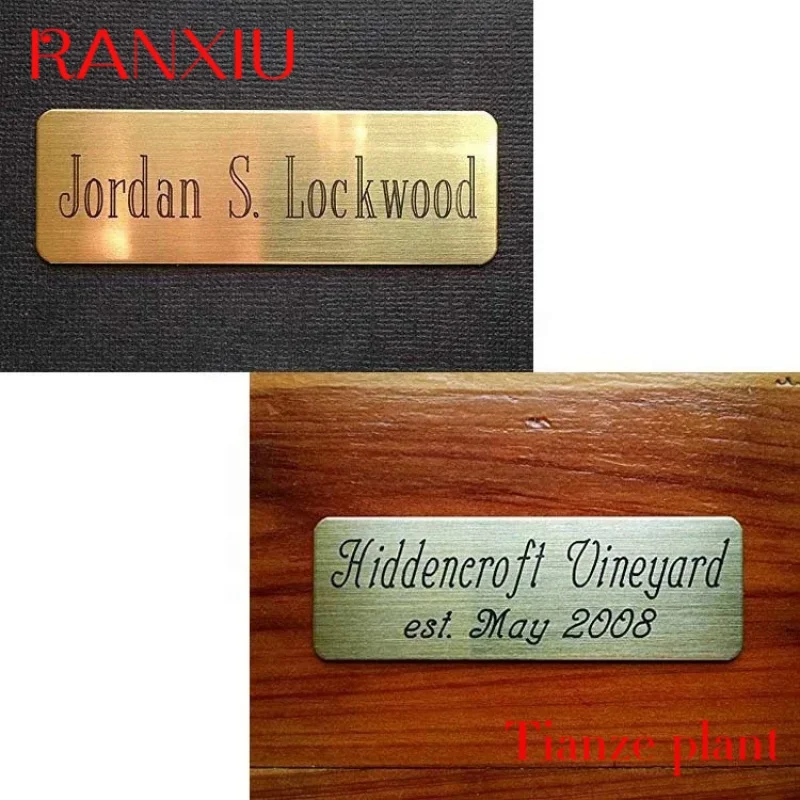 RANXIU
Jordan S. Lockwood
Hiddencroft Vineyard
est. May 2008
Tianze plant